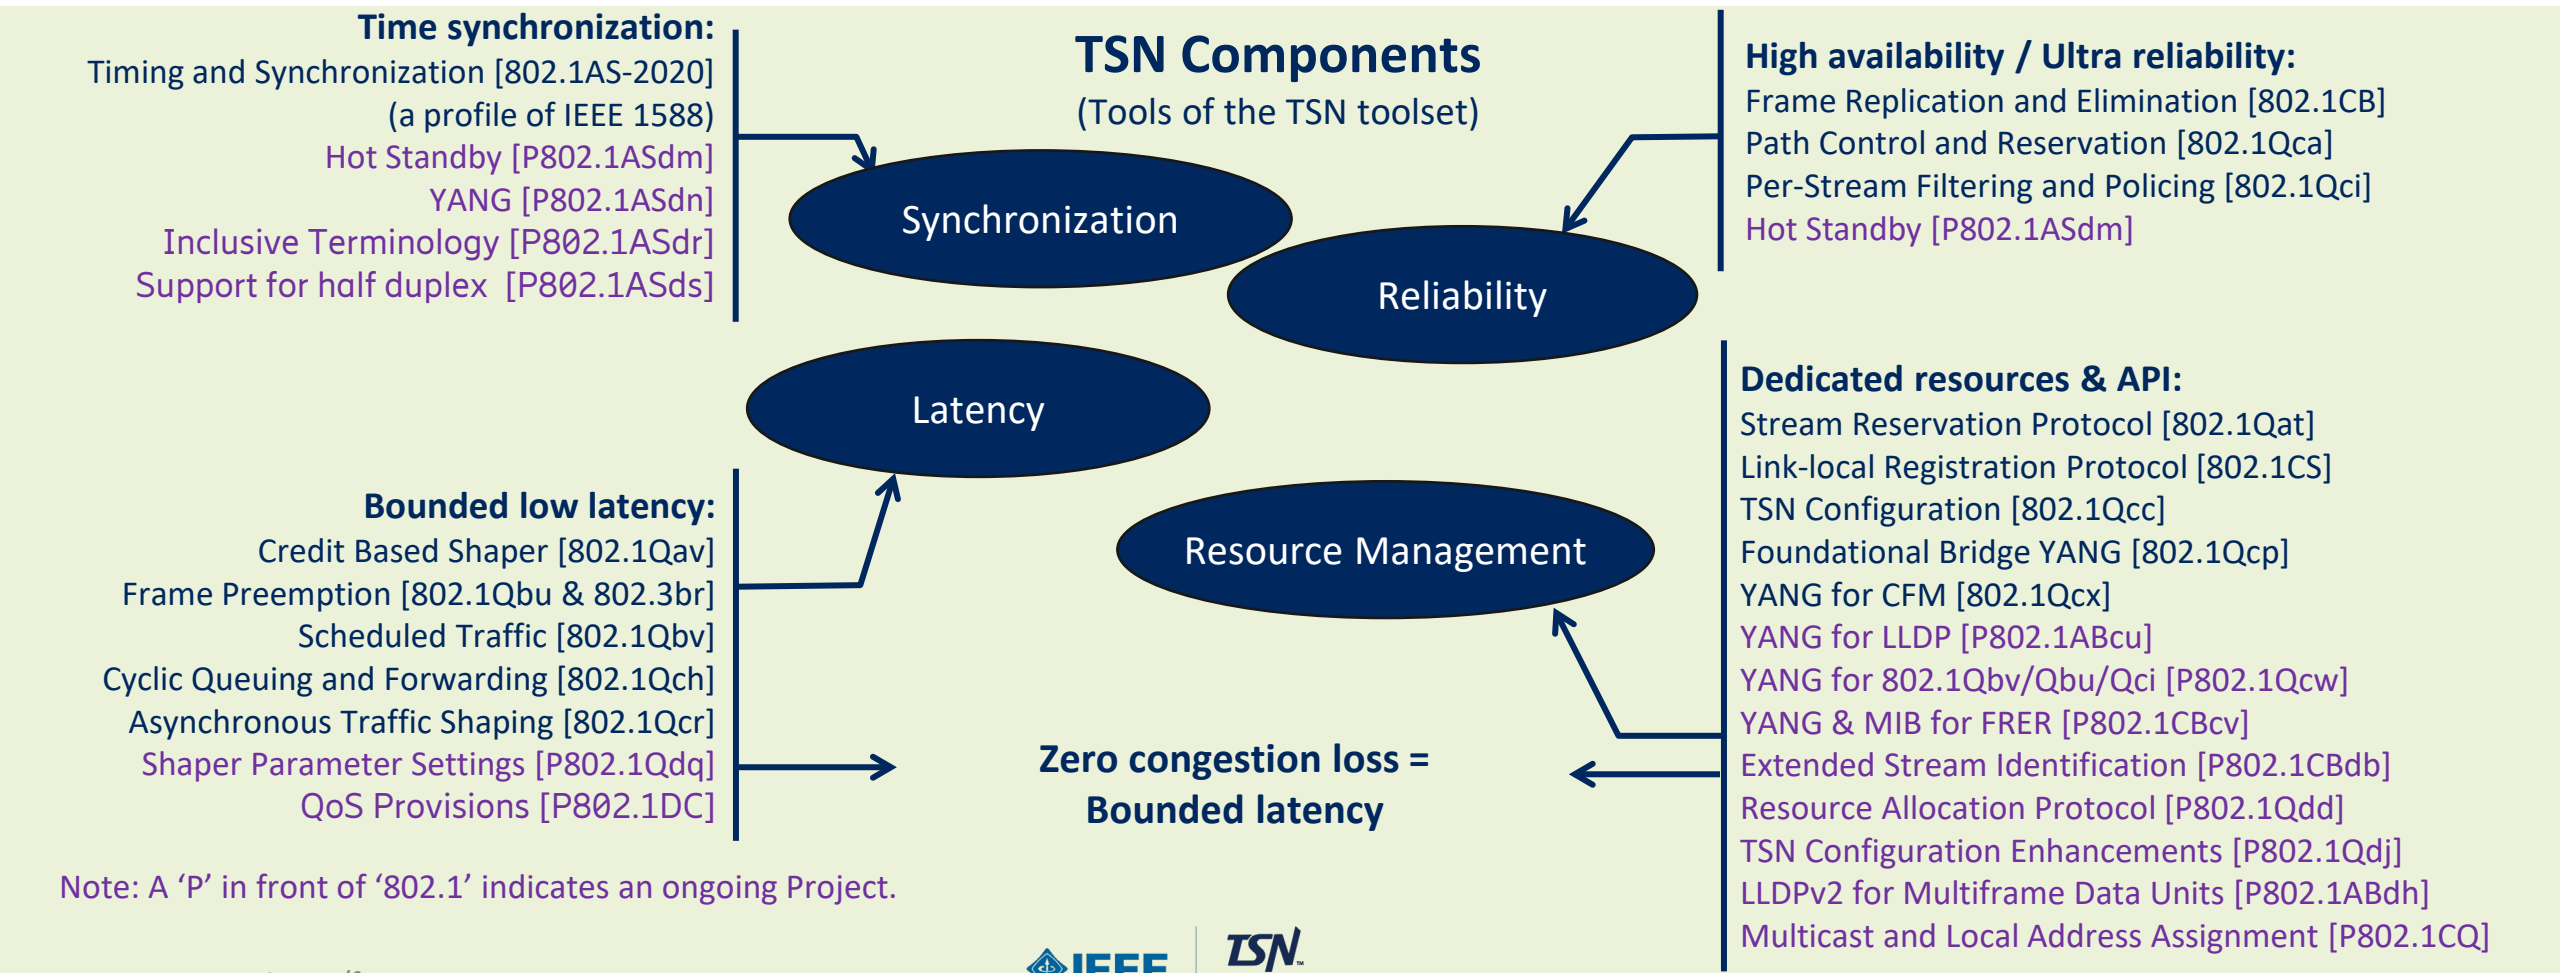 TSN Components
(Tools of the TSN toolset)
Time synchronization:
Timing and Synchronization [802.1AS-2020]
(a profile of IEEE 1588)
Hot Standby [P802.1ASdm]
YANG [P802.1ASdn]
Inclusive Terminology [P802.1ASdr]
Support for half duplex [P802.1ASds]
Synchronization
High availability / Ultra reliability:
Frame Replication and Elimination [802.1CB]
Path Control and Reservation [802.1Qca]
Per-Stream Filtering and Policing [802.1Qci]
Hot Standby [P802.1ASdm]
Reliability
Latency
Bounded low latency:
Credit Based Shaper [802.1Qav]
Frame Preemption [802.1Qbu & 802.3br]
Scheduled Traffic [802.1Qbv]
Cyclic Queuing and Forwarding [802.1Qch]
Asynchronous Traffic Shaping [802.1Qcr]
Shaper Parameter Settings [P802.1Qdq]
QoS Provisions [P802.1DC]
Resource Management
Dedicated resources & API:
Stream Reservation Protocol [802.1Qat]
Link-local Registration Protocol [802.1CS]
TSN Configuration [802.1Qcc]
Foundational Bridge YANG [802.1Qcp]
YANG for CFM [802.1Qcx]
YANG for LLDP [P802.1ABcu]
YANG for 802.1Qbv/Qbu/Qci [P802.1Qcw]
YANG & MIB for FRER [P802.1CBcv]
Extended Stream Identification [P802.1CBdb]
Resource Allocation Protocol [P802.1Qdd]
TSN Configuration Enhancements [P802.1Qdj]
LLDPv2 for Multiframe Data Units [P802.1ABdh]
Multicast and Local Address Assignment [P802.1CQ]
Zero congestion loss =
Bounded latency
Note: A ‘P’ in front of ‘802.1’ indicates an ongoing Project.
IEEE
TSN™